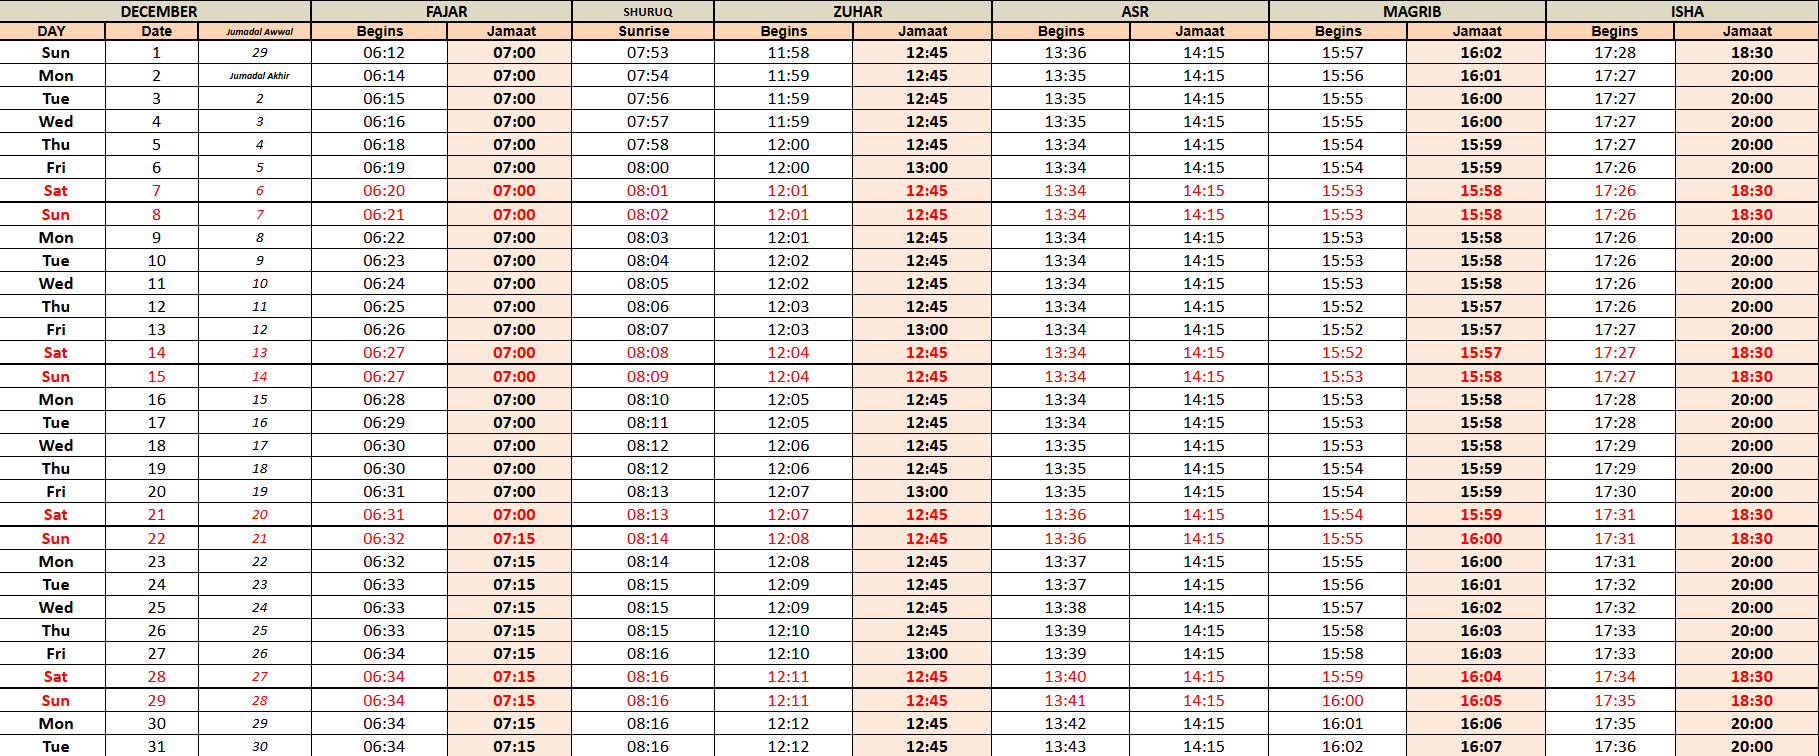 DECEMBER FAJAR SHURUQ ZUHAR ASR MAGRIB ISHA
DAY Date Jumadal Awwal Begins Jamaat Sunrise Begins Jamaat Begins Jamaat Begins Jamaat Begins Jamaat
Sun 1 29 06:12 07:00 07:53 11:58 12:45 13:36 14:15 15:57 16:02 17:28 18:30
Mon 2 Jumadal Akhir 06:14 07:00 07:54 11:59 12:45 13:35 14:15 15:56 16:01 17:27 20:00
Tue 3 2 06:15 07:00 07:56 11:59 12:45 13:35 14:15 15:55 16:00 17:27 20:00
Wed 4 3 06:16 07:00 07:57 11:59 12:45 13:35 14:15 15:55 16:00 17:27 20:00
Thu 5 4 06:18 07:00 07:58 12:00 12:45 13:34 14:15 15:54 15:59 17:27 20:00
Fri 6 5 06:19 07:00 08:00 12:00 13:00 13:34 14:15 15:54 15:59 17:26 20:00
Sat 7 6 06:20 07:00 08:01 12:01 12:45 13:34 14:15 15:53 15:58 17:26 18:30
Sun 8 7 06:21 07:00 08:02 12:01 12:45 13:34 14:15 15:53 15:58 17:26 18:30
Mon 9 8 06:22 07:00 08:03 12:01 12:45 13:34 14:15 15:53 15:58 17:26 20:00
Tue 10 9 06:23 07:00 08:04 12:02 12:45 13:34 14:15 15:53 15:58 17:26 20:00
Wed 11 10 06:24 07:00 08:05 12:02 12:45 13:34 14:15 15:53 15:58 17:26 20:00
Thu 12 11 06:25 07:00 08:06 12:03 12:45 13:34 14:15 15:52 15:57 17:26 20:00
Fri 13 12 06:26 07:00 08:07 12:03 13:00 13:34 14:15 15:52 15:57 17:27 20:00
Sat 14 13 06:27 07:00 08:08 12:04 12:45 13:34 14:15 15:52 15:57 17:27 18:30
Sun 15 14 06:27 07:00 08:09 12:04 12:45 13:34 14:15 15:53 15:58 17:27 18:30
Mon 16 15 06:28 07:00 08:10 12:05 12:45 13:34 14:15 15:53 15:58 17:28 20:00
Tue 17 16 06:29 07:00 08:11 12:05 12:45 13:34 14:15 15:53 15:58 17:28 20:00
Wed 18 17 06:30 07:00 08:12 12:06 12:45 13:35 14:15 15:53 15:58 17:29 20:00
Thu 19 18 06:30 07:00 08:12 12:06 12:45 13:35 14:15 15:54 15:59 17:29 20:00
Fri 20 19 06:31 07:00 08:13 12:07 13:00 13:35 14:15 15:54 15:59 17:30 20:00
Sat 21 20 06:31 07:00 08:13 12:07 12:45 13:36 14:15 15:54 15:59 17:31 18:30
Sun 22 21 06:32 07:15 08:14 12:08 12:45 13:36 14:15 15:55 16:00 17:31 18:30
Mon 23 22 06:32 07:15 08:14 12:08 12:45 13:37 14:15 15:55 16:00 17:31 20:00
Tue 24 23 06:33 07:15 08:15 12:09 12:45 13:37 14:15 15:56 16:01 17:32 20:00
Wed 25 24 06:33 07:15 08:15 12:09 12:45 13:38 14:15 15:57 16:02 17:32 20:00
Thu 26 25 06:33 07:15 08:15 12:10 12:45 13:39 14:15 15:58 16:03 17:33 20:00
Fri 27 26 06:34 07:15 08:16 12:10 13:00 13:39 14:15 15:58 16:03 17:33 20:00
Sat 28 27 06:34 07:15 08:16 12:11 12:45 13:40 14:15 15:59 16:04 17:34 18:30
Sun 29 28 06:34 07:15 08:16 12:11 12:45 13:41 14:15 16:00 16:05 17:35 18:30
Mon 30 29 06:34 07:15 08:16 12:12 12:45 13:42 14:15 16:01 16:06 17:35 20:00
Tue 31 30 06:34 07:15 08:16 12:12 12:45 13:43 14:15 16:02 16:07 17:36 20:00